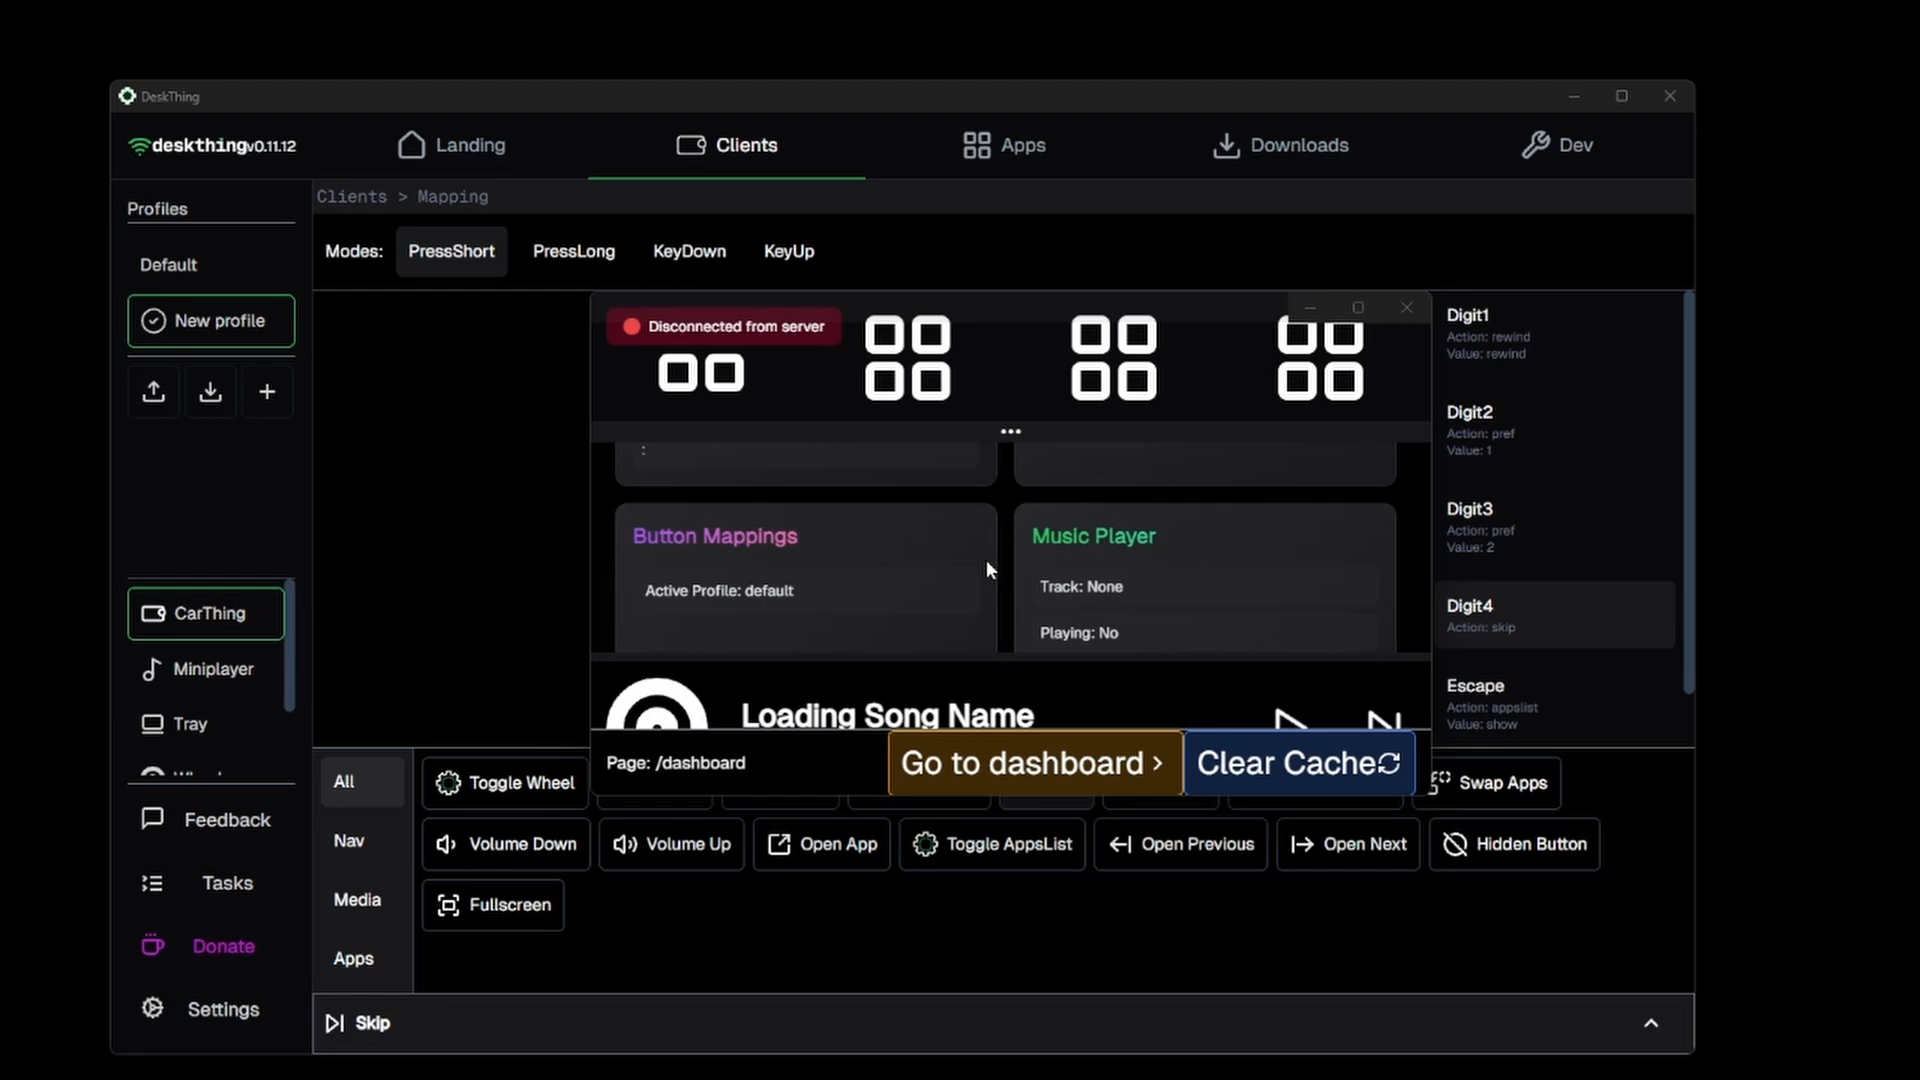 DeskThing
deskthingv0.11.12
Landing
Clients
Apps
Downloads
Dev
Profiles
Default
New profile
Clients > Mapping
Modes:
PressShort
PressLong
KeyDown
KeyUp
Disconnected from server
Button Mappings
Active Profile: default
Music Player
Track: None
Playing: No
Loading Song Name
Page: /dashboard
Go to dashboard
Clear Cache
Digit1
Action: rewind
Value: rewind
Digit2
Action: pref
Value: 1
Digit3
Action: pref
Value: 2
Digit4
Action: skip
Escape
Action: appslist
Value: show
CarThing
Miniplayer
Tray
Feedback
Tasks
Donate
Settings
All
Nav
Media
Apps
Toggle Wheel
Swap Apps
Volume Down
Volume Up
Open App
Toggle AppsList
Open Previous
Open Next
Hidden Button
Fullscreen
Skip